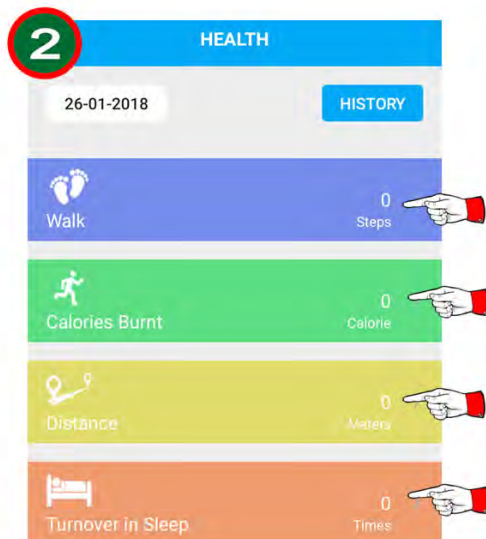 2
HEALTH
26-01-2018
HISTORY
0
Walk
Steps
0
Calories Burnt
Calorie
0
Distance
Meters
0
Turnover in Sleep
Times